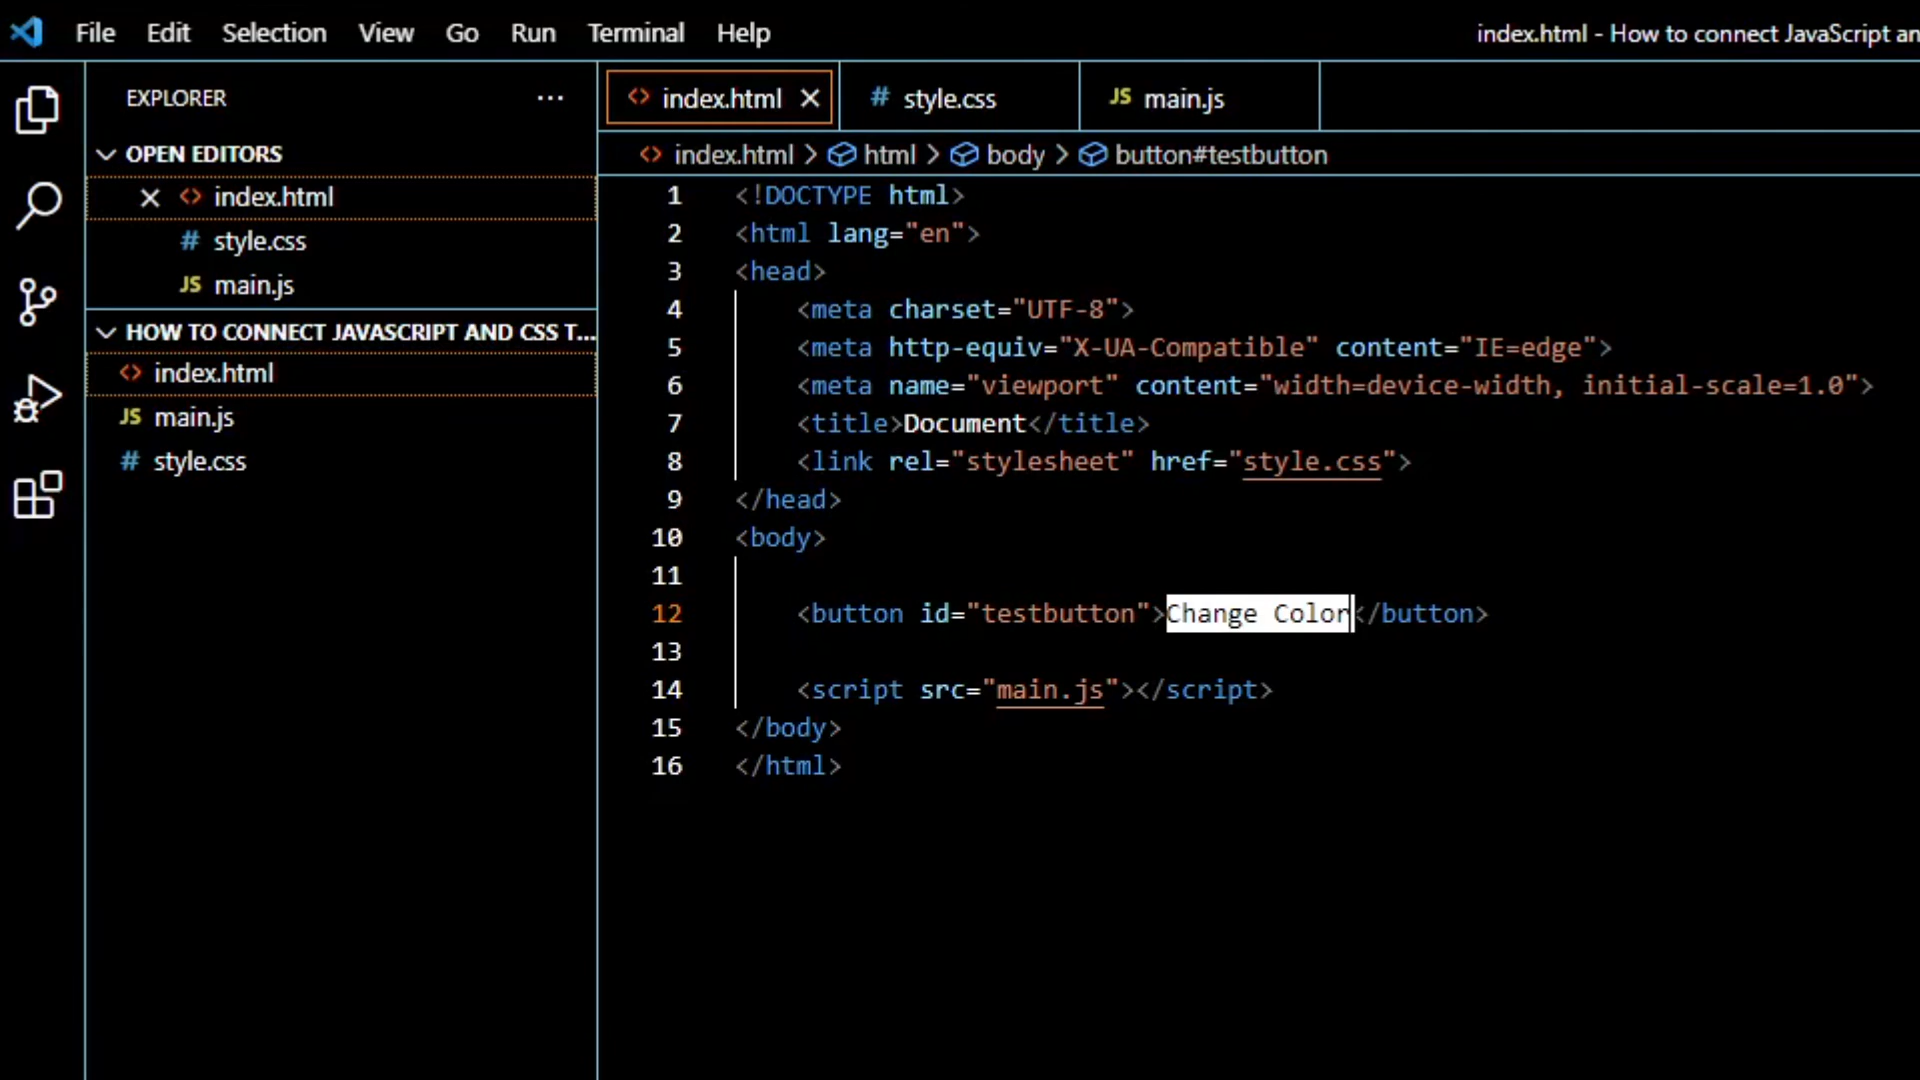 File Edit Selection View Go Run Terminal Help
index.html - How to connect JavaScript an
EXPLORER ...
OPEN EDITORS
index.html
style.css
JS main.js
HOW TO CONNECT JAVASCRIPT AND CSS T...
index.html
JS main.js
# style.css
index.html # style.css JS main.js
index.html > html > body > button#testbutton
1 <!DOCTYPE html>
2 <html lang="en">
3 <head>
4 <meta charset="UTF-8">
5 <meta http-equiv="X-UA-Compatible" content="IE=edge">
6 <meta name="viewport" content="width=device-width, initial-scale=1.0">
7 <title>Document</title>
8 <link rel="stylesheet" href="style.css">
9 </head>
10 <body>
11
12 <button id="testbutton">Change Color</button>
13
14 <script src="main.js"></script>
15 </body>
16 </html>